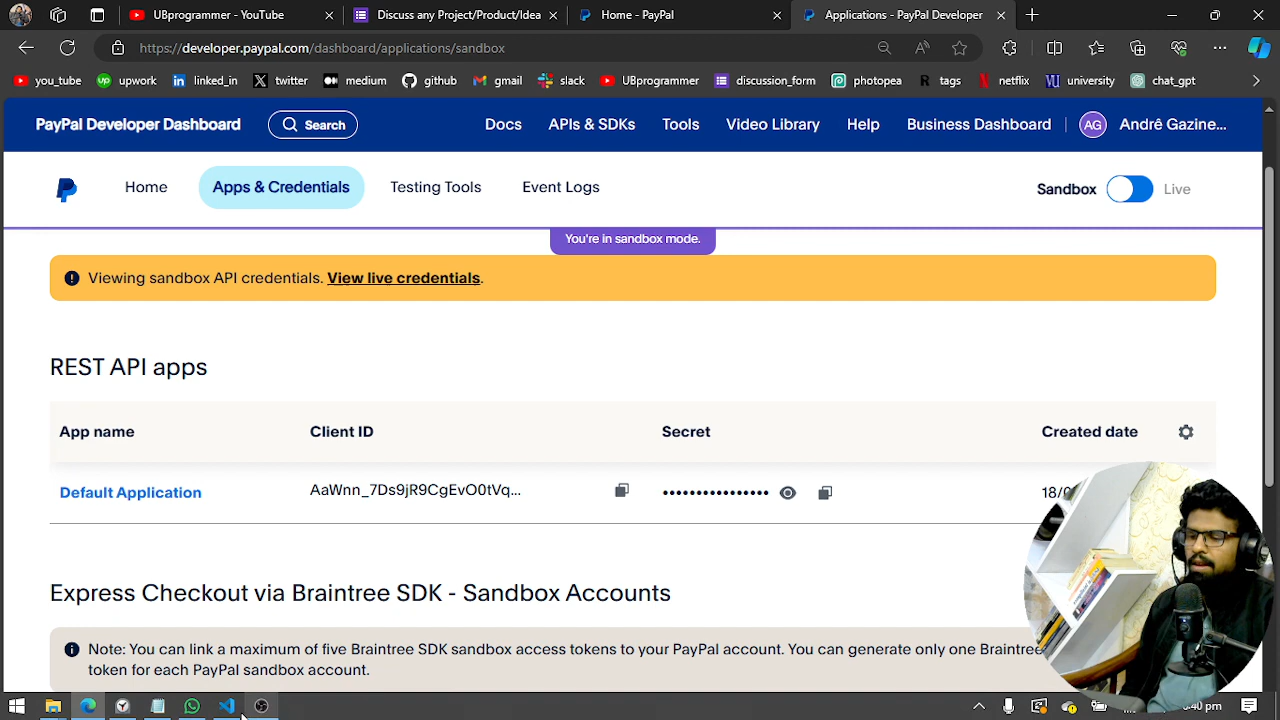 UBprogrammer - YouTube
Discuss any Project/Product/Idea
Home - PayPal
Applications - PayPal Developer
https://developer.paypal.com/dashboard/applications/sandbox
you_tube
upwork
linked_in
twitter
medium
github
gmail
slack
UBprogrammer
discussion_form
photopea
tags
netflix
university
chat_gpt
PayPal Developer Dashboard
Search
Docs
APIs & SDKs
Tools
Video Library
Help
Business Dashboard
AG
Andrê Gazine...
Home
Apps & Credentials
Testing Tools
Event Logs
Sandbox
Live
You're in sandbox mode.
Viewing sandbox API credentials. View live credentials.
REST API apps
App name
Client ID
Secret
Created date
Default Application
AaWnn_7Ds9jR9CgEvO0tVq...
••••••••••••••••
Express Checkout via Braintree SDK - Sandbox Accounts
Note: You can link a maximum of five Braintree SDK sandbox access tokens to your PayPal account. You can generate only one Braintree
token for each PayPal sandbox account.